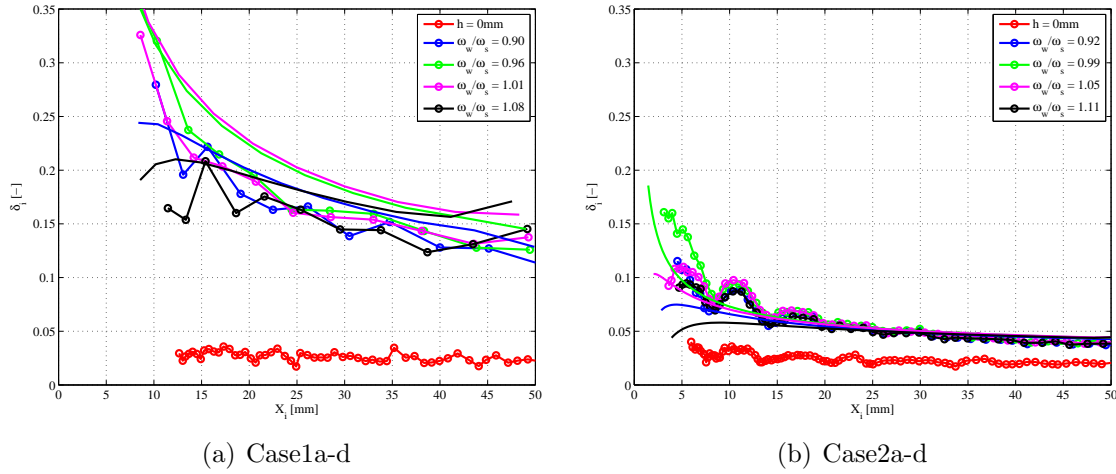 0.35
0.3
0.25
0.2
0.15
0.1
0.05
0
δi [−]
0 5 10 15 20 25 30 35 40 45 50
Xi [mm]
h = 0mm
ωw/ωs = 0.90
ωw/ωs = 0.96
ωw/ωs = 1.01
ωw/ωs = 1.08
(a) Case1a-d
0.35
0.3
0.25
0.2
0.15
0.1
0.05
0
δi [−]
0 5 10 15 20 25 30 35 40 45 50
Xi [mm]
h = 0mm
ωw/ωs = 0.92
ωw/ωs = 0.99
ωw/ωs = 1.05
ωw/ωs = 1.11
(b) Case2a-d